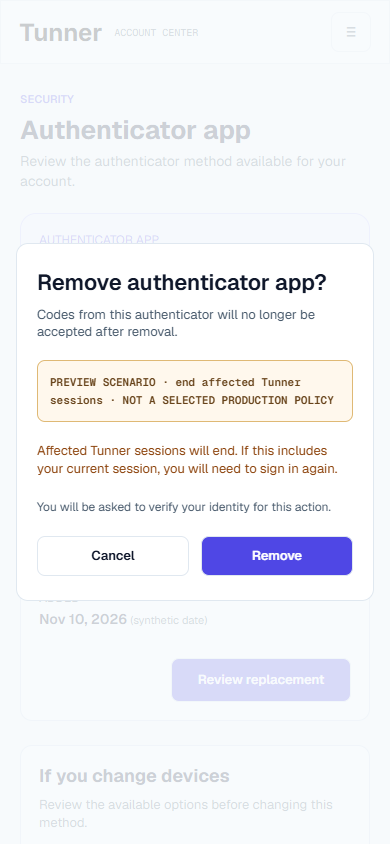 Tunner ACCOUNT CENTER
SECURITY
Authenticator app
Review the authenticator method available for your
account.
AUTHENTICATOR APP
Remove authenticator app?
Codes from this authenticator will no longer be
accepted after removal.
PREVIEW SCENARIO · end affected Tunner
sessions · NOT A SELECTED PRODUCTION POLICY
Affected Tunner sessions will end. If this includes
your current session, you will need to sign in again.
You will be asked to verify your identity for this action.
Cancel Remove
Nov 10, 2026 (synthetic date)
Review replacement
If you change devices
Review the available options before changing this
method.